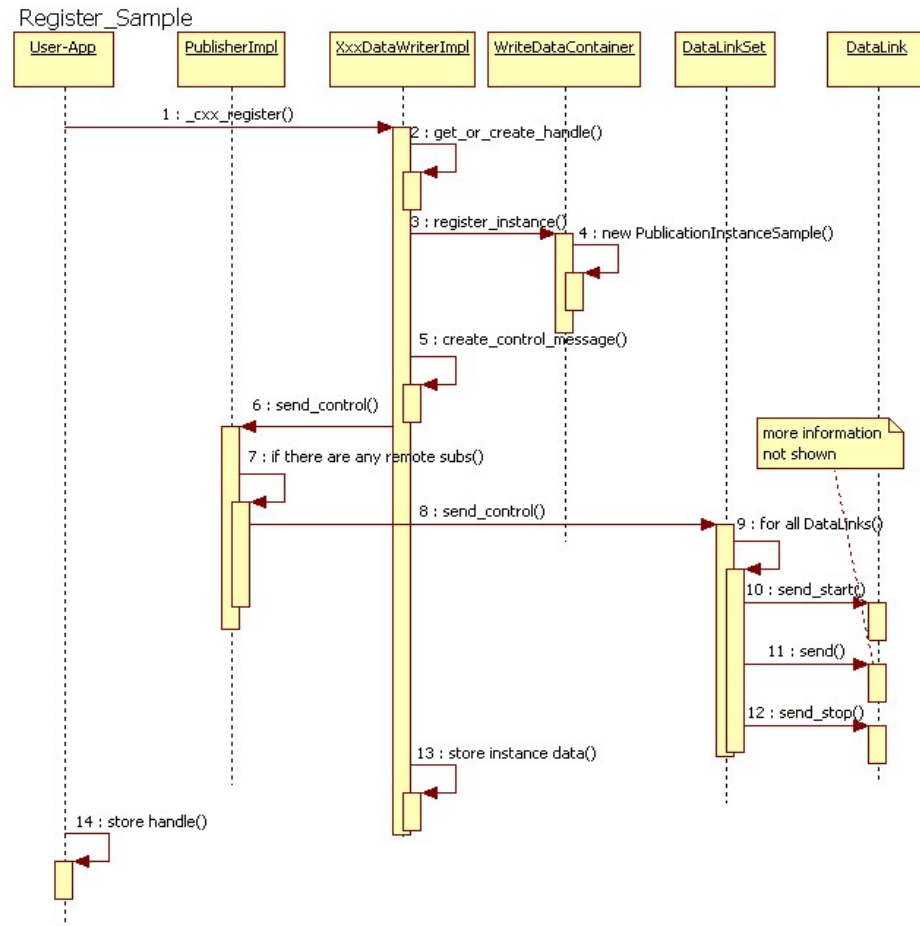 Register_Sample
User-App
PublisherImpl
XxxDataWriterImpl
WriteDataContainer
DataLinkSet
DataLink
1 : _cxx_register()
2 : get_or_create_handle()
3 : register_instance()
4 : new PublicationInstanceSample()
5 : create_control_message()
6 : send_control()
more information
not shown
7 : if there are any remote subs()
8 : send_control()
9 : for all DataLinks()
10 : send_start()
11 : send()
12 : send_stop()
13 : store instance data()
14 : store handle()